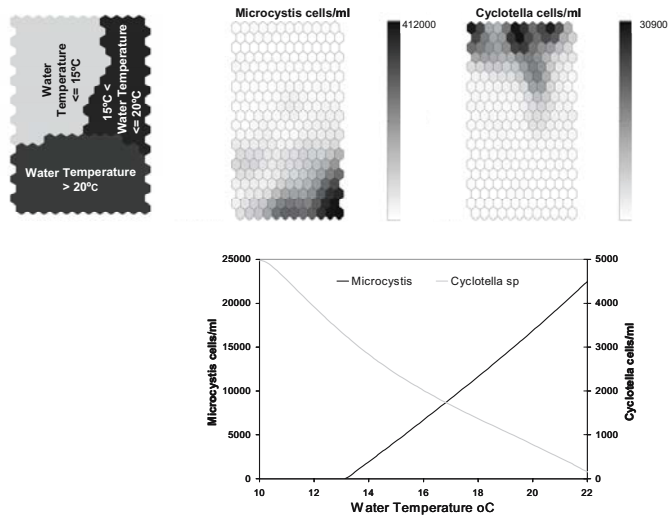 Water
Temperature
<= 15ºC
15ºC <
Water Temperature
<= 20ºC
Water Temperature
> 20ºC
Microcystis cells/ml
412000
Cyclotella cells/ml
30900
Microcystis
Cyclotella sp
25000
20000
15000
10000
5000
0
Microcystis cells/ml
5000
4000
3000
2000
1000
0
Cyclotella cells/ml
10 12 14 16 18 20 22
Water Temperature oC